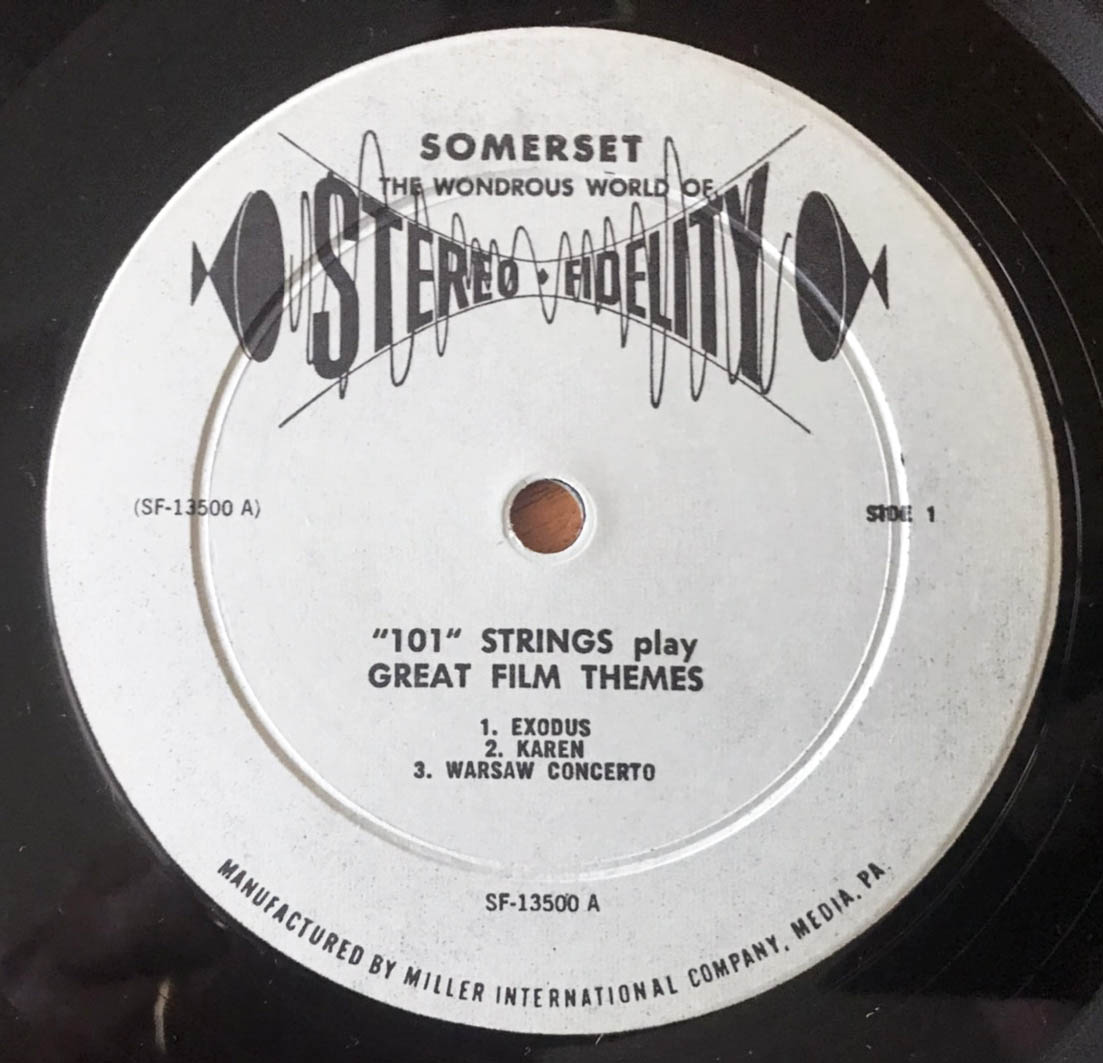 SOMERSET
THE WONDROUS WORLD OF
STEREO • FIDELITY
(SF-13500 A)
SIDE 1
"101" STRINGS play
GREAT FILM THEMES
1. EXODUS
2. KAREN
3. WARSAW CONCERTO
SF-13500 A
MANUFACTURED BY MILLER INTERNATIONAL COMPANY, MEDIA, PA